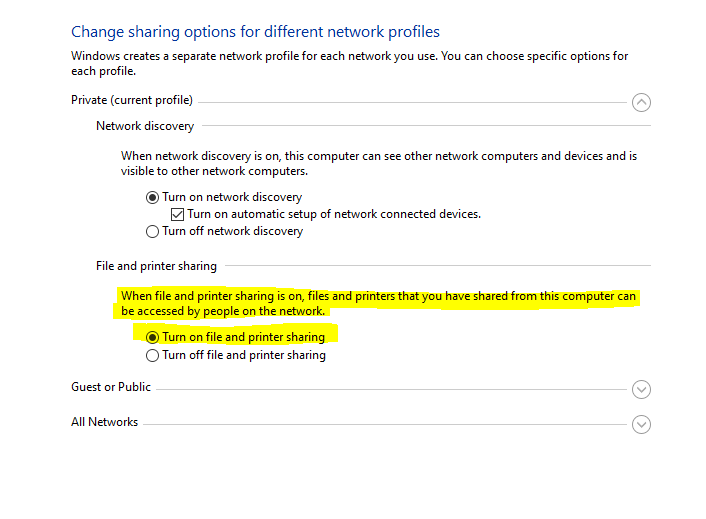 Change sharing options for different network profiles
Windows creates a separate network profile for each network you use. You can choose specific options for
each profile.
Private (current profile)
Network discovery
When network discovery is on, this computer can see other network computers and devices and is
visible to other network computers.
Turn on network discovery
Turn on automatic setup of network connected devices.
Turn off network discovery
File and printer sharing
When file and printer sharing is on, files and printers that you have shared from this computer can
be accessed by people on the network.
Turn on file and printer sharing
Turn off file and printer sharing
Guest or Public
All Networks